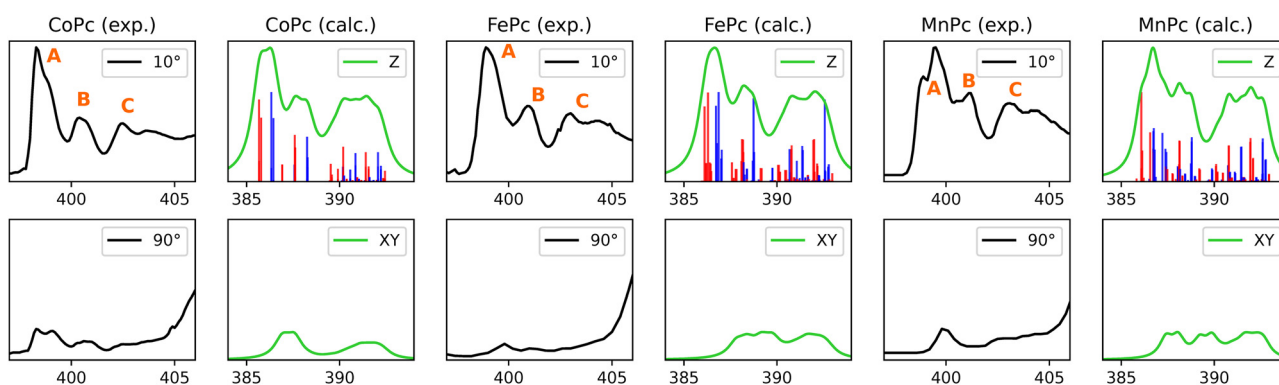 CoPc (exp.) CoPc (calc.) FePc (exp.) FePc (calc.) MnPc (exp.) MnPc (calc.)
10° Z 10° Z 10° Z
A B C A B C A B C
400 405 385 390 400 405 385 390 400 405 385 390
90° XY 90° XY 90° XY
400 405 385 390 400 405 385 390 400 405 385 390